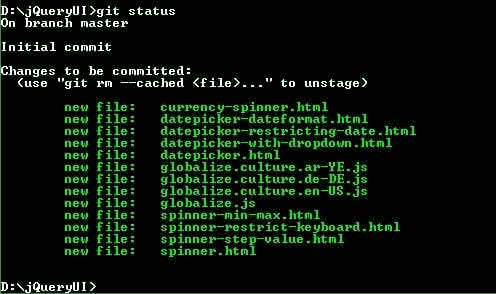 D:\jQueryUI>git status
On branch master
Initial commit
Changes to be committed:
(use "git rm --cached <file>..." to unstage)
new file: currency-spinner.html
new file: datepicker-dateformat.html
new file: datepicker-restricting-date.html
new file: datepicker-with-dropdown.html
new file: datepicker.html
new file: globalize.culture.ar-YE.js
new file: globalize.culture.de-DE.js
new file: globalize.culture.en-US.js
new file: globalize.js
new file: spinner-min-max.html
new file: spinner-restrict-keyboard.html
new file: spinner-step-value.html
new file: spinner.html
D:\jQueryUI>